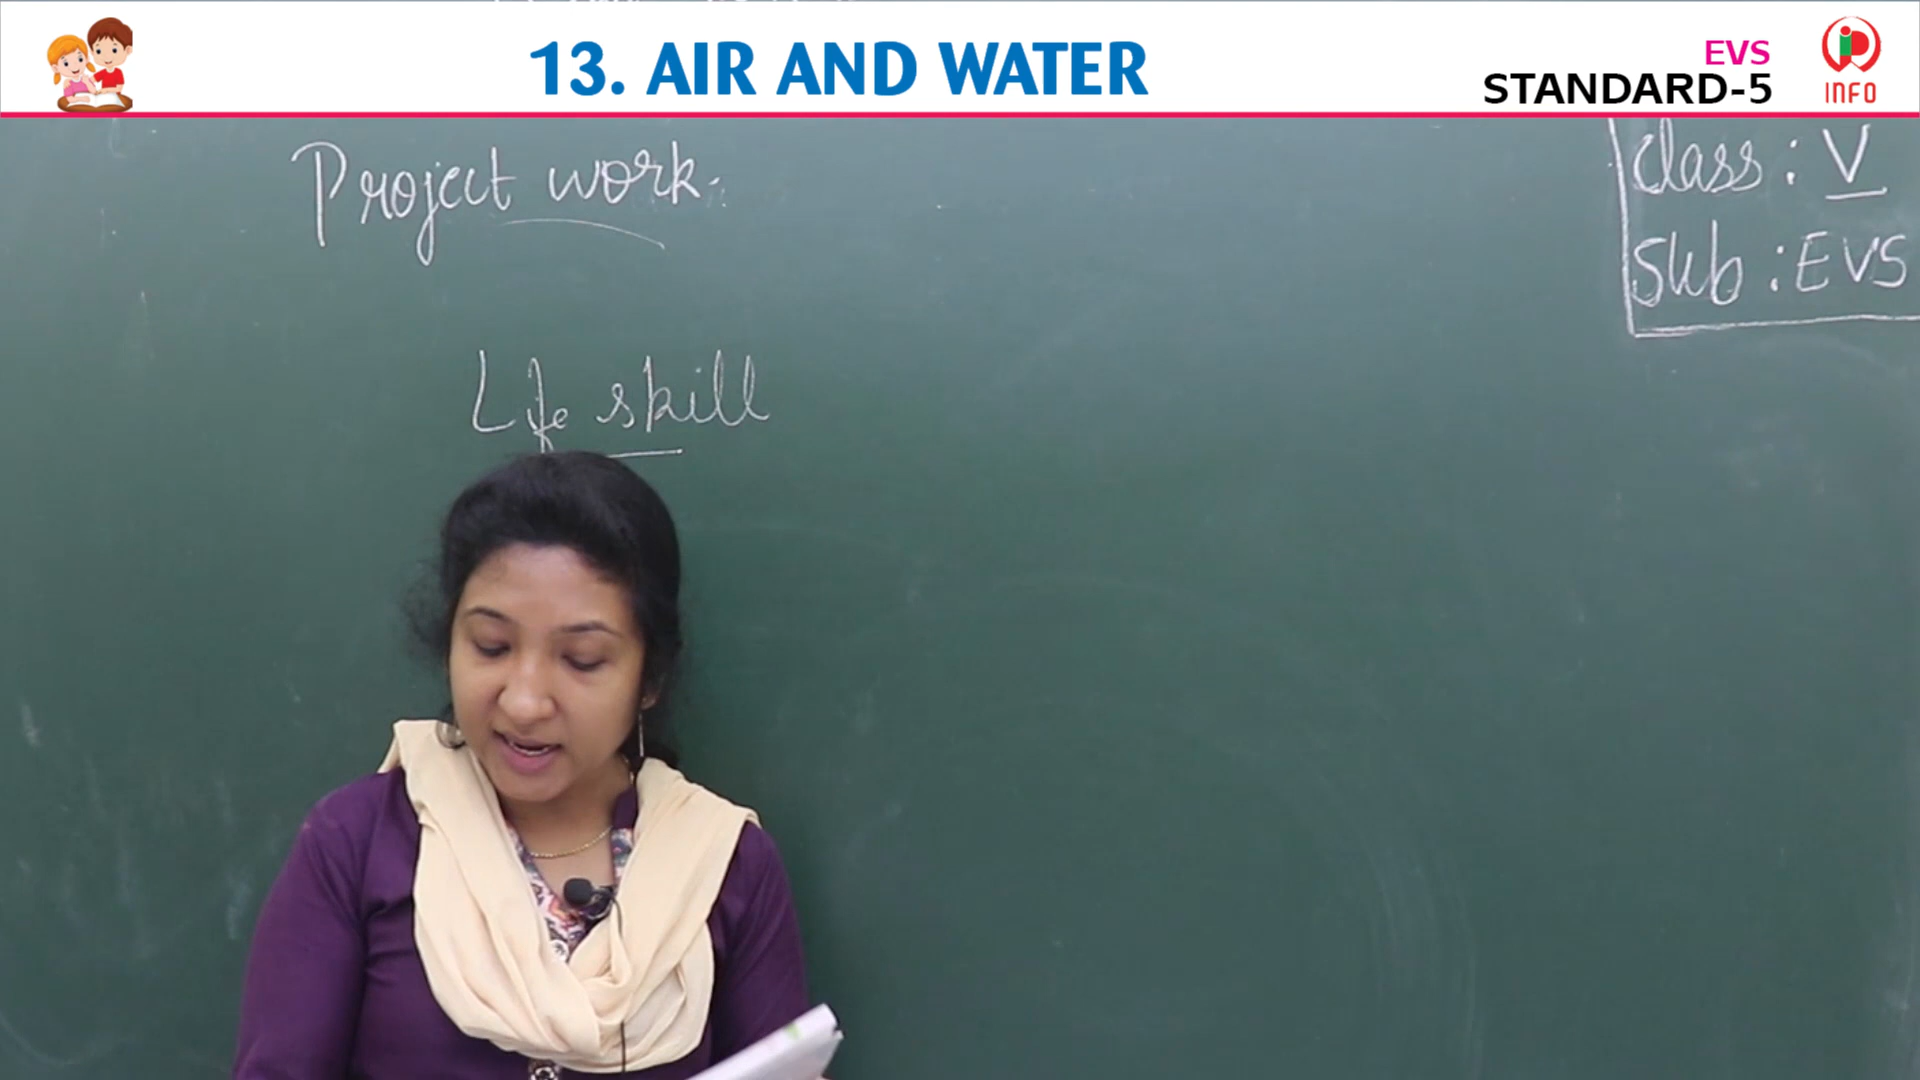 13. AIR AND WATER
EVS
STANDARD-5
INFO
Project work.
Life skill
Class : V
Sub : EVS